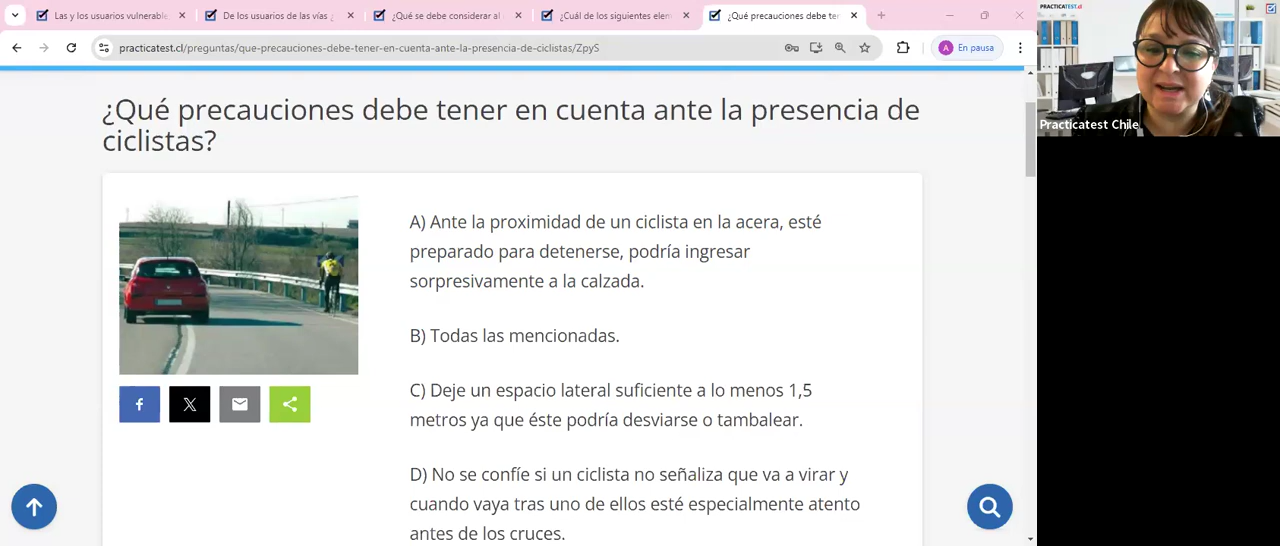 Las y los usuarios vulnerable
De los usuarios de las vías ¿
¿Qué se debe considerar al
¿Cuál de los siguientes elem
¿Qué precauciones debe ter
practicatest.cl/preguntas/que-precauciones-debe-tener-en-cuenta-ante-la-presencia-de-ciclistas/ZpyS
A
En pausa
PRACTICATEST.cl
Practicatest Chile
¿Qué precauciones debe tener en cuenta ante la presencia de
ciclistas?
A) Ante la proximidad de un ciclista en la acera, esté
preparado para detenerse, podría ingresar
sorpresivamente a la calzada.
B) Todas las mencionadas.
C) Deje un espacio lateral suficiente a lo menos 1,5
metros ya que éste podría desviarse o tambalear.
D) No se confíe si un ciclista no señaliza que va a virar y
cuando vaya tras uno de ellos esté especialmente atento
antes de los cruces.